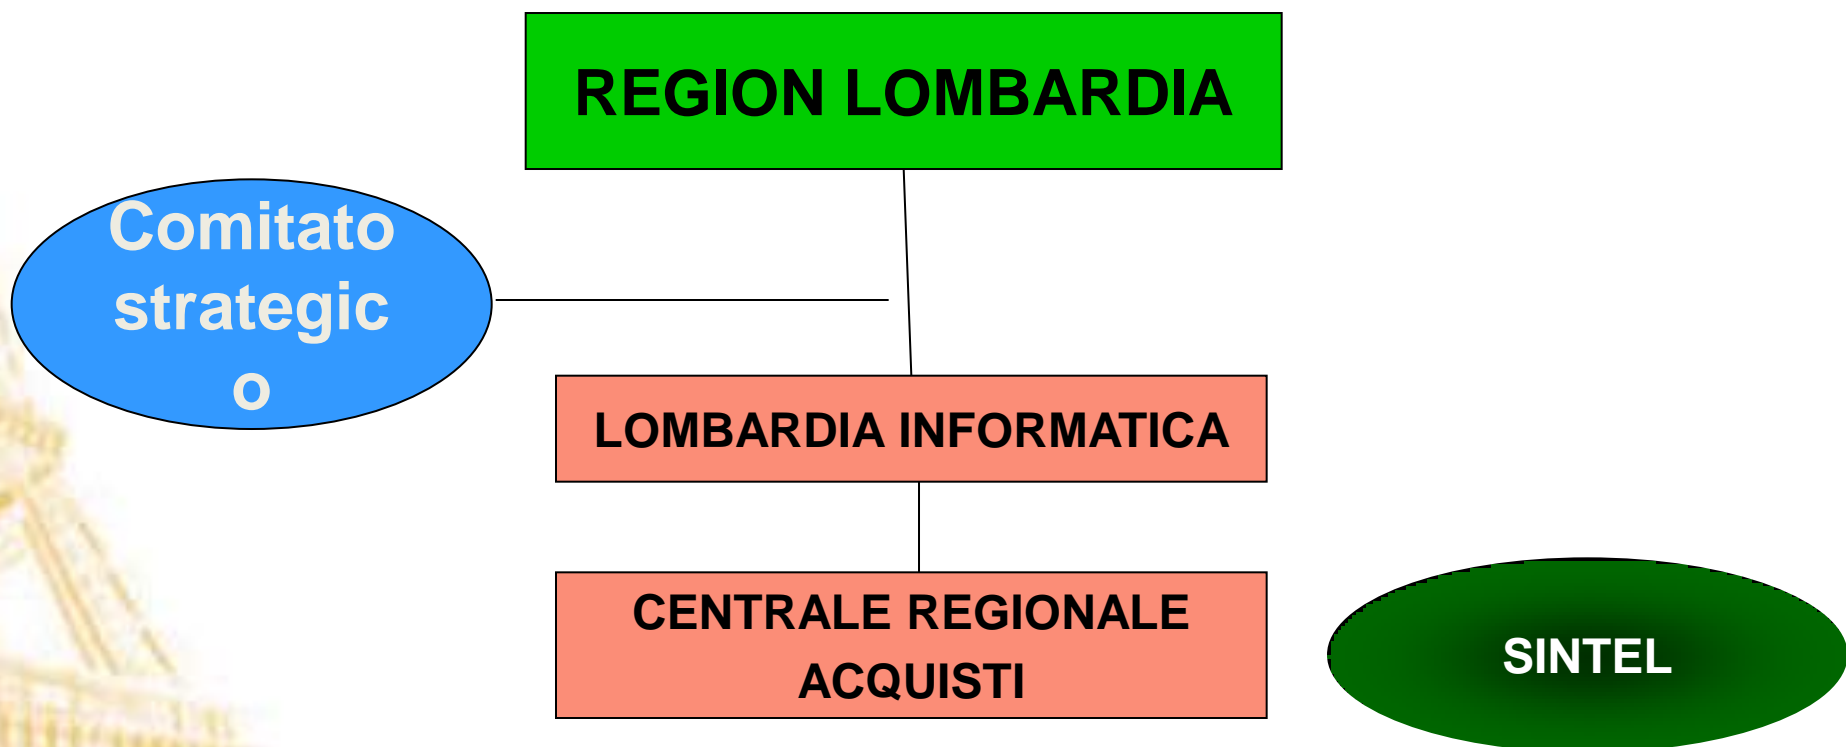 REGION LOMBARDIA
Comitato
strategic
o
LOMBARDIA INFORMATICA
CENTRALE REGIONALE
ACQUISTI
SINTEL